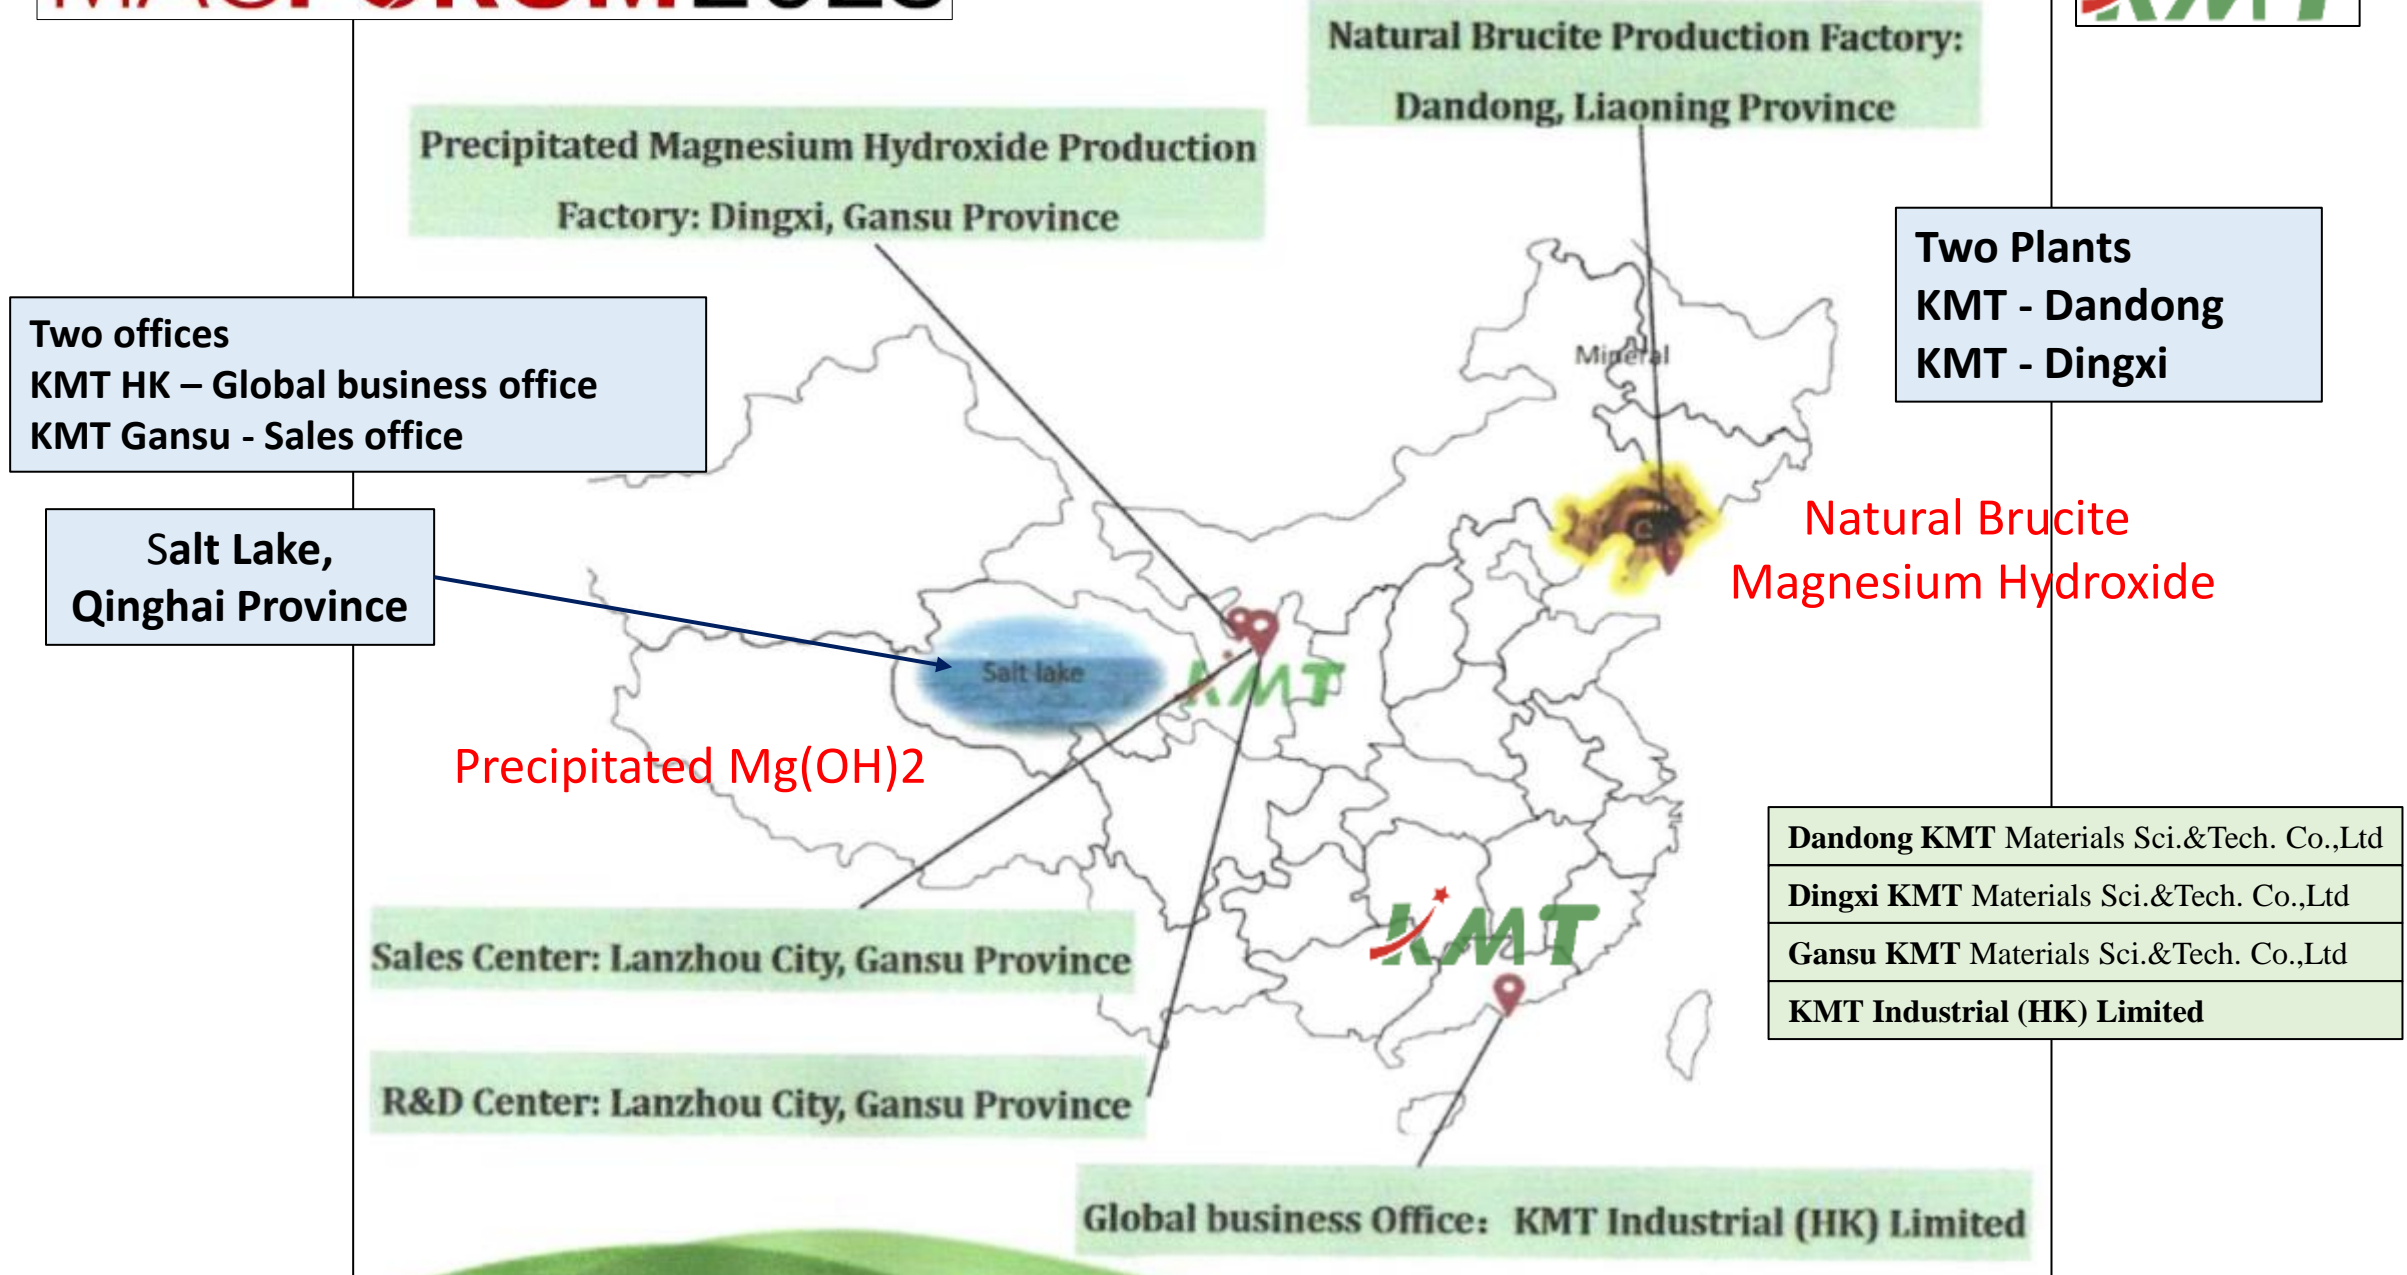 MAGFORUM2023
KMT
Natural Brucite Production Factory:
Dandong, Liaoning Province
Precipitated Magnesium Hydroxide Production
Factory: Dingxi, Gansu Province
Two Plants
KMT - Dandong
KMT - Dingxi
Two offices
KMT HK – Global business office
KMT Gansu - Sales office
Mineral
Salt Lake,
Qinghai Province
Natural Brucite
Magnesium Hydroxide
Salt lake
KMT
Precipitated Mg(OH)2
Dandong KMT Materials Sci.&Tech. Co.,Ltd
Dingxi KMT Materials Sci.&Tech. Co.,Ltd
Gansu KMT Materials Sci.&Tech. Co.,Ltd
KMT Industrial (HK) Limited
KMT
Sales Center: Lanzhou City, Gansu Province
R&D Center: Lanzhou City, Gansu Province
Global business Office: KMT Industrial (HK) Limited